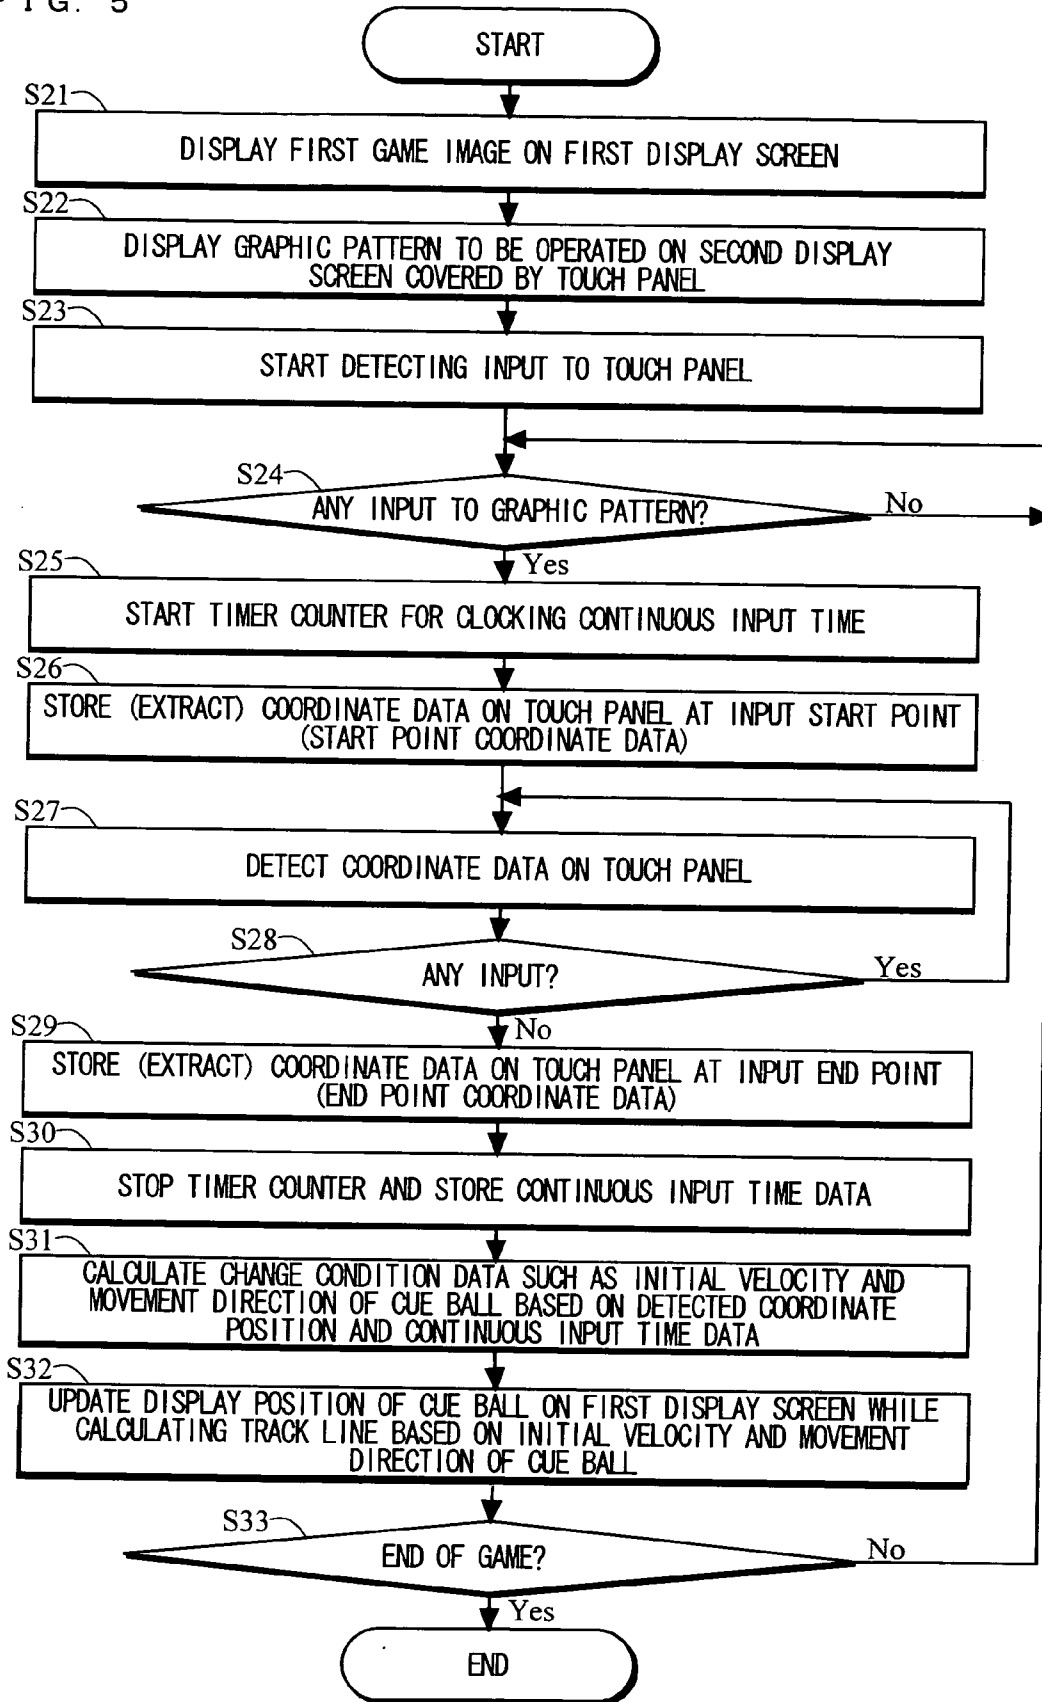 FIG. 5
START
S21
DISPLAY FIRST GAME IMAGE ON FIRST DISPLAY SCREEN
S22
DISPLAY GRAPHIC PATTERN TO BE OPERATED ON SECOND DISPLAY
SCREEN COVERED BY TOUCH PANEL
S23
START DETECTING INPUT TO TOUCH PANEL
S24
ANY INPUT TO GRAPHIC PATTERN?
No
Yes
S25
START TIMER COUNTER FOR CLOCKING CONTINUOUS INPUT TIME
S26
STORE (EXTRACT) COORDINATE DATA ON TOUCH PANEL AT INPUT START POINT
(START POINT COORDINATE DATA)
S27
DETECT COORDINATE DATA ON TOUCH PANEL
S28
ANY INPUT?
Yes
No
S29
STORE (EXTRACT) COORDINATE DATA ON TOUCH PANEL AT INPUT END POINT
(END POINT COORDINATE DATA)
S30
STOP TIMER COUNTER AND STORE CONTINUOUS INPUT TIME DATA
S31
CALCULATE CHANGE CONDITION DATA SUCH AS INITIAL VELOCITY AND
MOVEMENT DIRECTION OF CUE BALL BASED ON DETECTED COORDINATE
POSITION AND CONTINUOUS INPUT TIME DATA
S32
UPDATE DISPLAY POSITION OF CUE BALL ON FIRST DISPLAY SCREEN WHILE
CALCULATING TRACK LINE BASED ON INITIAL VELOCITY AND MOVEMENT
DIRECTION OF CUE BALL
S33
END OF GAME?
No
Yes
END